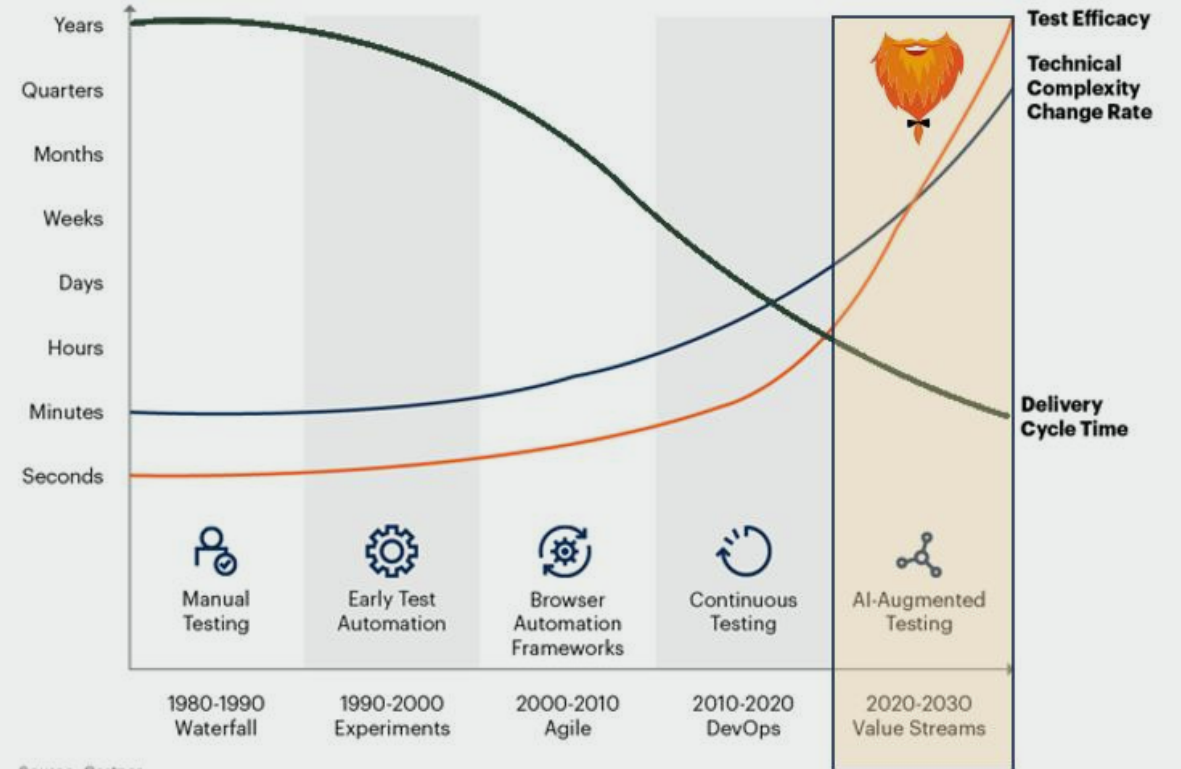 Years
Quarters
Months
Weeks
Days
Hours
Minutes
Seconds
Test Efficacy
Technical
Complexity
Change Rate
Delivery
Cycle Time
Manual
Testing
Early Test
Automation
Browser
Automation
Frameworks
Continuous
Testing
AI-Augmented
Testing
1980-1990
Waterfall
1990-2000
Experiments
2000-2010
Agile
2010-2020
DevOps
2020-2030
Value Streams